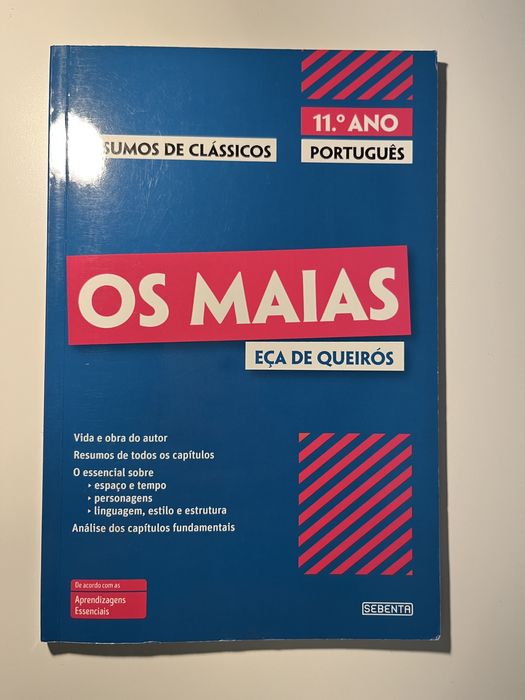 11.º ANO
SUMOS DE CLÁSSICOS
PORTUGUÊS
OS MAIAS
EÇA DE QUEIRÓS
Vida e obra do autor
Resumos de todos os capítulos
O essencial sobre
▸ espaço e tempo
▸ personagens
▸ linguagem, estilo e estrutura
Análise dos capítulos fundamentais
De acordo com as
Aprendizagens
Essenciais
SEBENTA